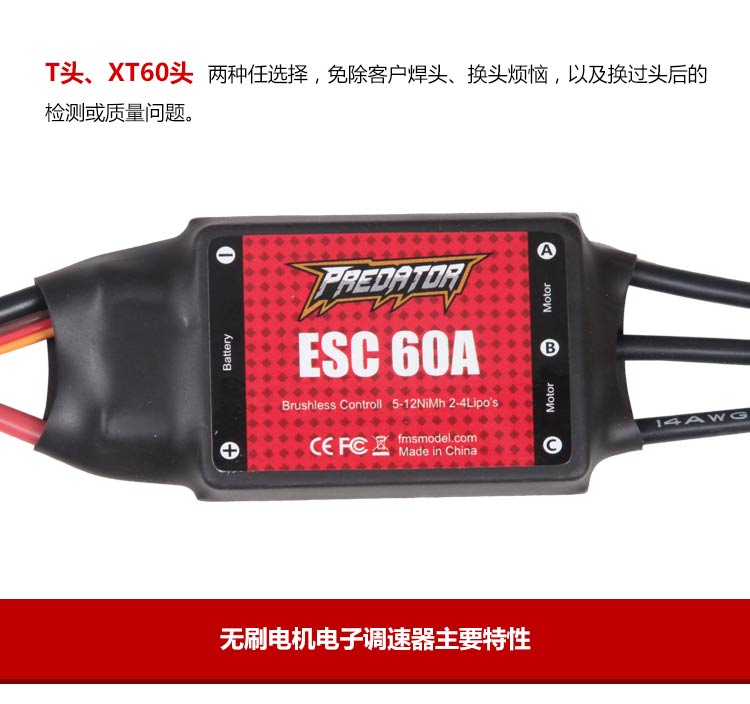 T头、XT60头 两种任选择，免除客户焊头、换头烦恼，以及换过头后的
检测或质量问题。
PREDATOR
ESC 60A
Brushless Controll 5-12NiMh 2-4Lipo's
CE FC fmsmodel.com
Made in China
Battery
A
Motor
B
Motor
C
14AWG
无刷电机电子调速器主要特性